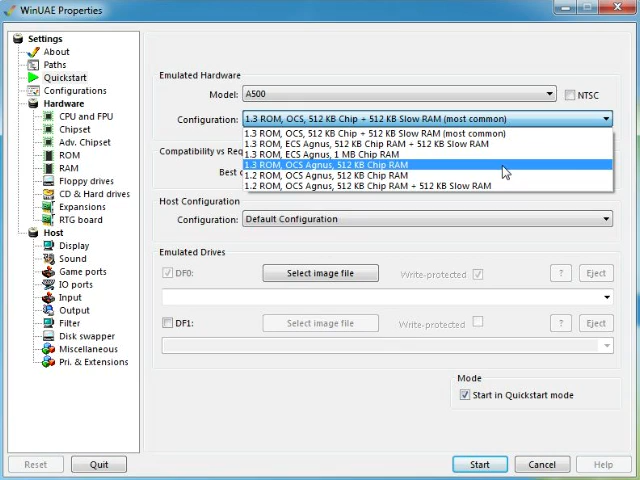 WinUAE Properties
Settings
About
Paths
Quickstart
Configurations
Hardware
CPU and FPU
Chipset
Adv. Chipset
ROM
RAM
Floppy drives
CD & Hard drives
Expansions
RTG board
Host
Display
Sound
Game ports
IO ports
Input
Output
Filter
Disk swapper
Miscellaneous
Pri. & Extensions
Reset
Quit
Emulated Hardware
Model:
A500
NTSC
Configuration:
1.3 ROM, OCS, 512 KB Chip + 512 KB Slow RAM (most common)
1.3 ROM, OCS, 512 KB Chip + 512 KB Slow RAM (most common)
1.3 ROM, ECS Agnus, 512 KB Chip RAM + 512 KB Slow RAM
1.3 ROM, ECS Agnus, 1 MB Chip RAM
1.3 ROM, OCS Agnus, 512 KB Chip RAM
1.2 ROM, OCS Agnus, 512 KB Chip RAM
1.2 ROM, OCS Agnus, 512 KB Chip RAM + 512 KB Slow RAM
Compatibility vs Req
Best c
Host Configuration
Configuration:
Default Configuration
Emulated Drives
DF0:
Select image file
Write-protected
?
Eject
DF1:
Select image file
Write-protected
?
Eject
Mode
Start in Quickstart mode
Start
Cancel
Help